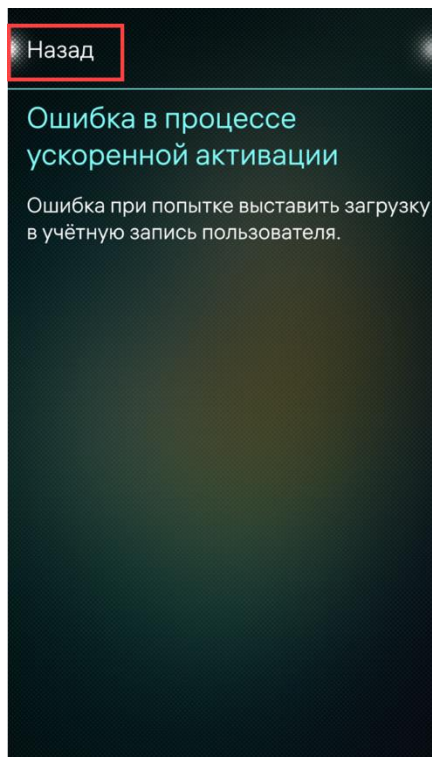 Назад
Ошибка в процессе
ускоренной активации
Ошибка при попытке выставить загрузку
в учётную запись пользователя.